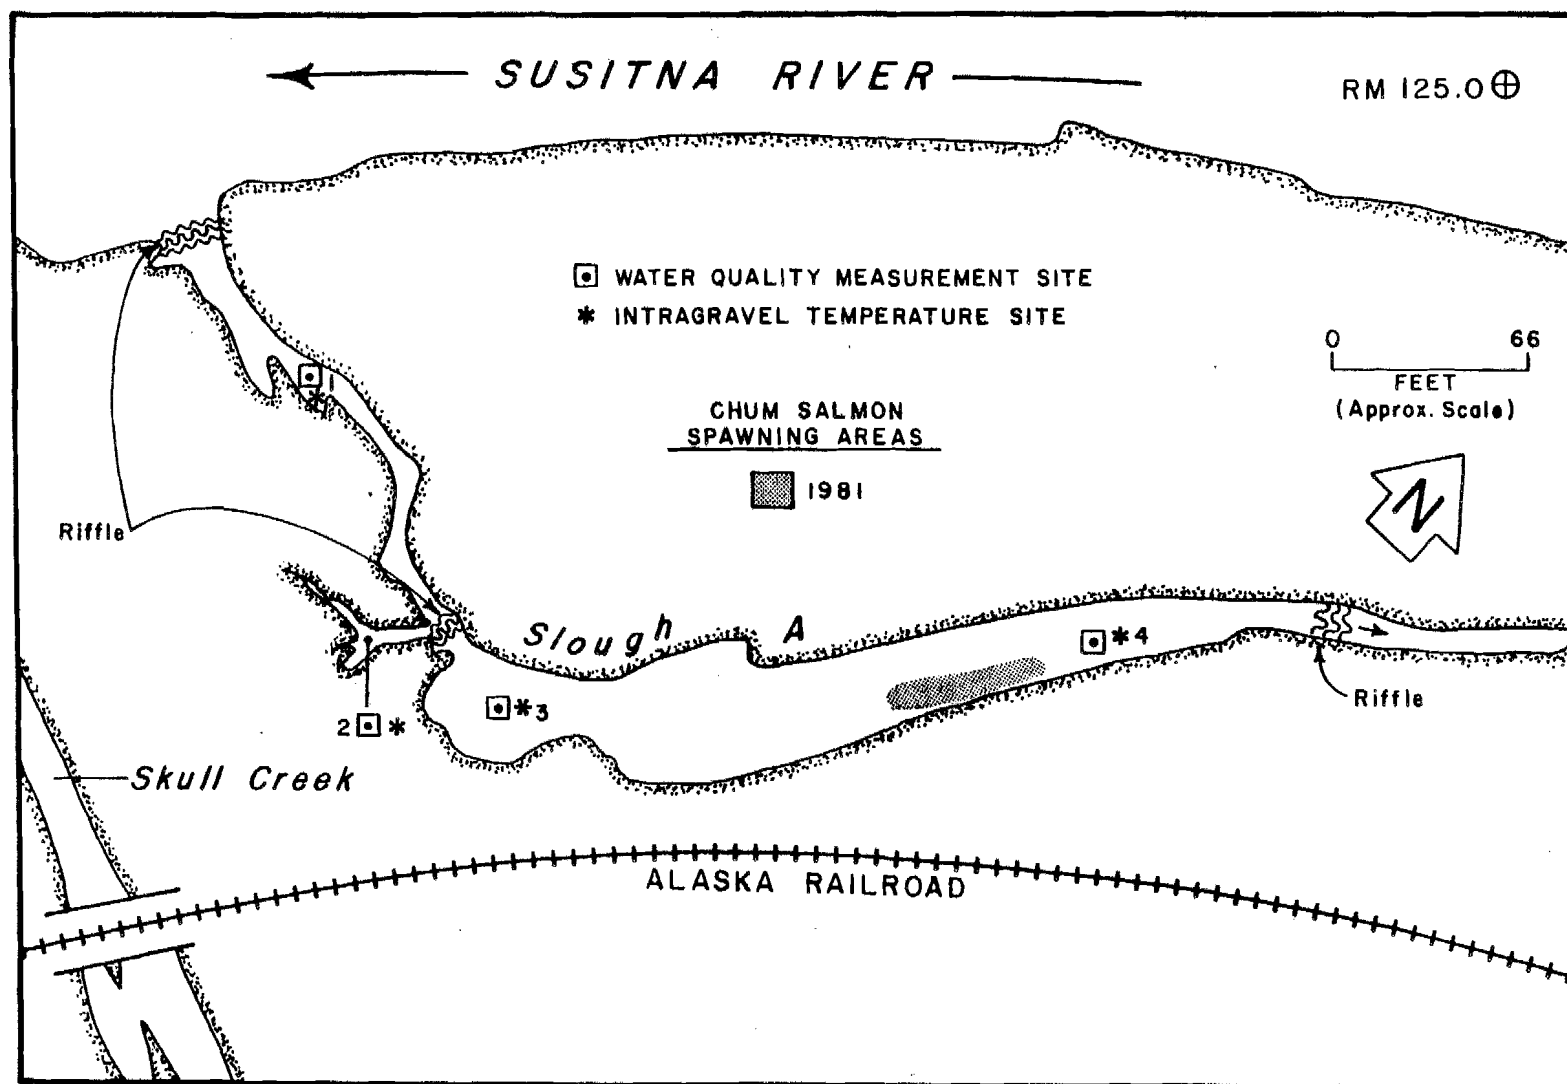 SUSITNA RIVER
RM 125.0
WATER QUALITY MEASUREMENT SITE
* INTRAGRAVEL TEMPERATURE SITE
0 66
FEET
(Approx. Scale)
1
CHUM SALMON
SPAWNING AREAS
1981
N
Riffle
Slough A
*4
*3
Riffle
2 *
Skull Creek
ALASKA RAILROAD